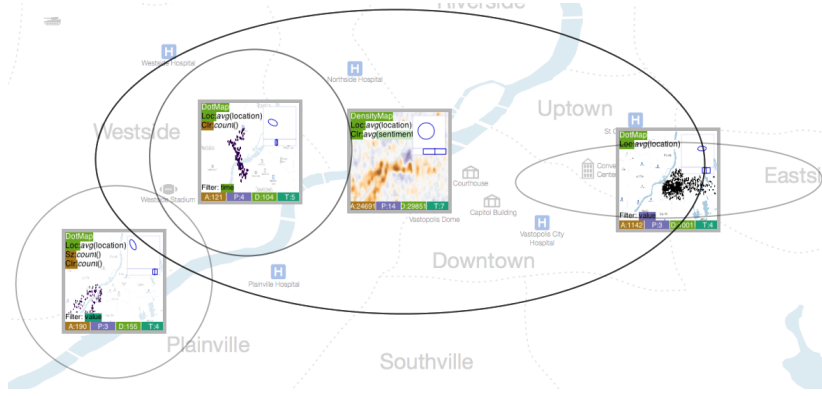 Riverside
H
Westside Hospital
H
Northside Hospital
Uptown
H
Westside
DotMap
Loc:avg(location)
Clr:count()
Filter: time
A:121 P:4 D:104 T:5
DensityMap
Loc:avg(location)
Clr:avg(sentiment
A:24691 P:14 D:29851 T:7
DotMap
Loc:avg(location)
Filter: value
A:1142 P:3 T:4
Convention
Center
Westside Stadium
Courthouse
Capitol Building
Vastopolis Dome
H
Vastopolis City
Hospital
Downtown
H
Plainville Hospital
DotMap
Loc:avg(location)
Sz:count()
Clr:count()
Filter: value
A:190 P:3 D:155 T:4
Plainville
Southville